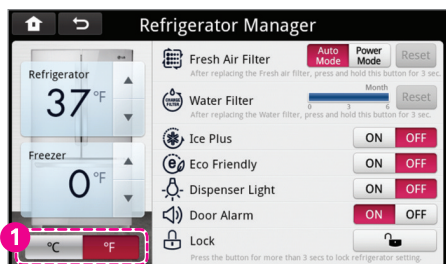 Refrigerator Manager
Refrigerator
37 °F
Freezer
0 °F
1
°C °F
Fresh Air Filter Auto Mode Power Mode Reset
After replacing the Fresh air filter, press and hold this button for 3 sec.
Month
Water Filter Reset
CHANGE FILTER
0 3 6
After replacing the Water filter, press and hold this button for 3 sec.
Ice Plus ON OFF
Eco Friendly ON OFF
Dispenser Light ON OFF
Door Alarm ON OFF
Lock
Press the button for more than 3 secs to lock refrigerator setting.